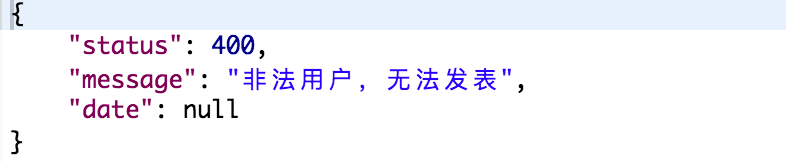 {
"status": 400,
"message": "非法用户，无法发表",
"date": null
}